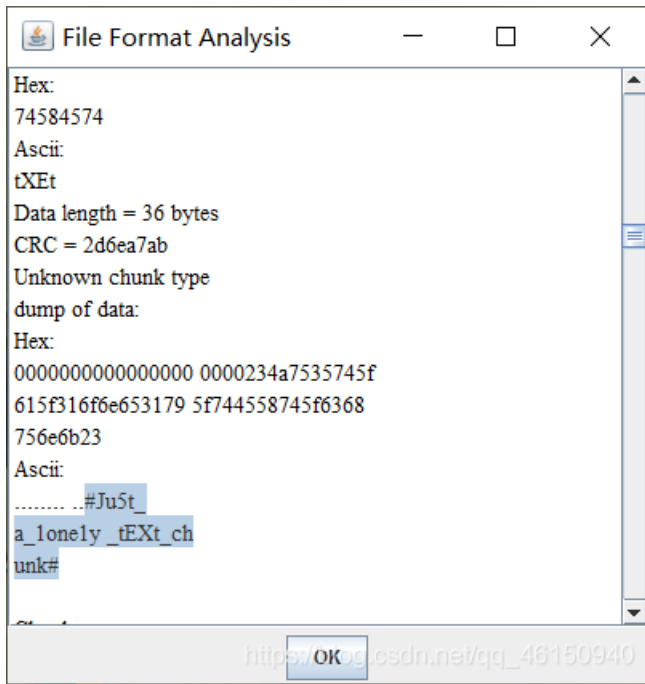 File Format Analysis
Hex:
74584574
Ascii:
tXEt
Data length = 36 bytes
CRC = 2d6ea7ab
Unknown chunk type
dump of data:
Hex:
0000000000000000 0000234a7535745f
615f316f6e653179 5f744558745f6368
756e6b23
Ascii:
........ ..#Ju5t_
a_1one1y _tEXt_ch
unk#
OK
https://blog.csdn.net/qq_46150940